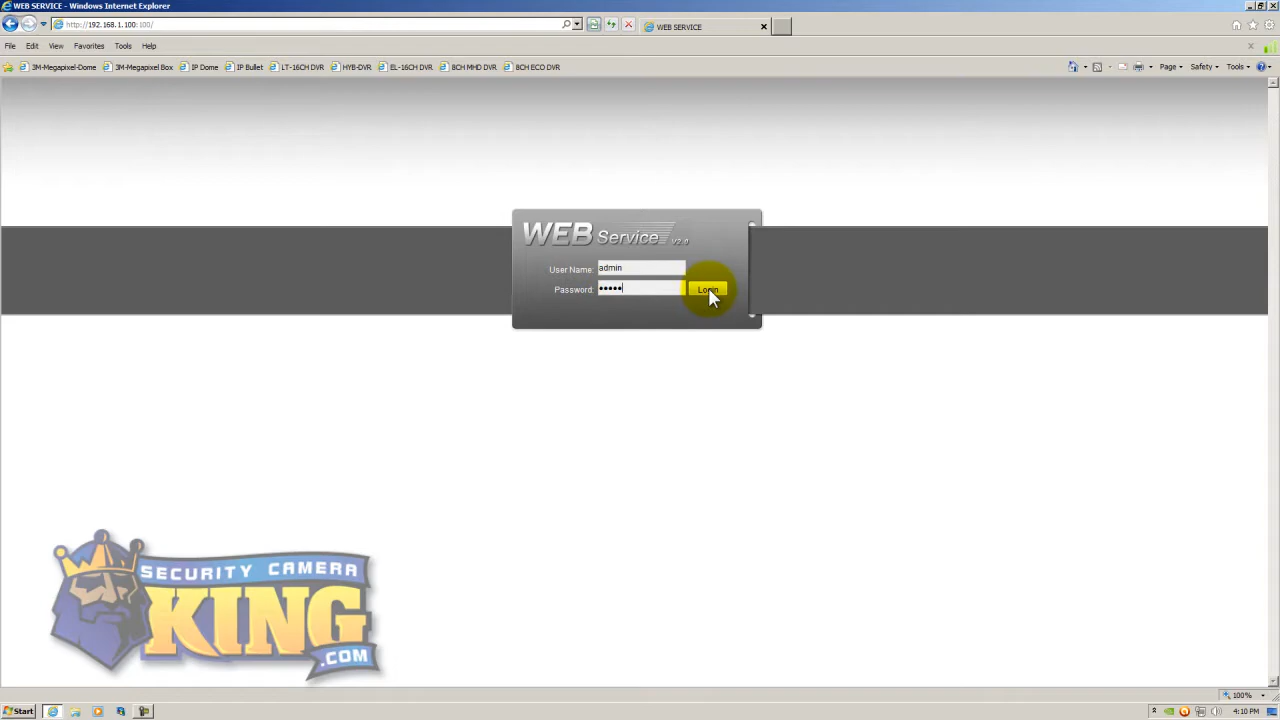 WEB SERVICE - Windows Internet Explorer
http://192.168.1.100:100/
WEB SERVICE
File Edit View Favorites Tools Help
3M-Megapixel-Dome 3M-Megapixel Box IP Dome IP Bullet LT-16CH DVR HYB-DVR EL-16CH DVR 8CH MHD DVR 8CH ECO DVR
Page Safety Tools
WEB Service V2.0
User Name: admin
Password: •••••
Login
SECURITY CAMERA
KING
.COM
100%
Start
4:10 PM